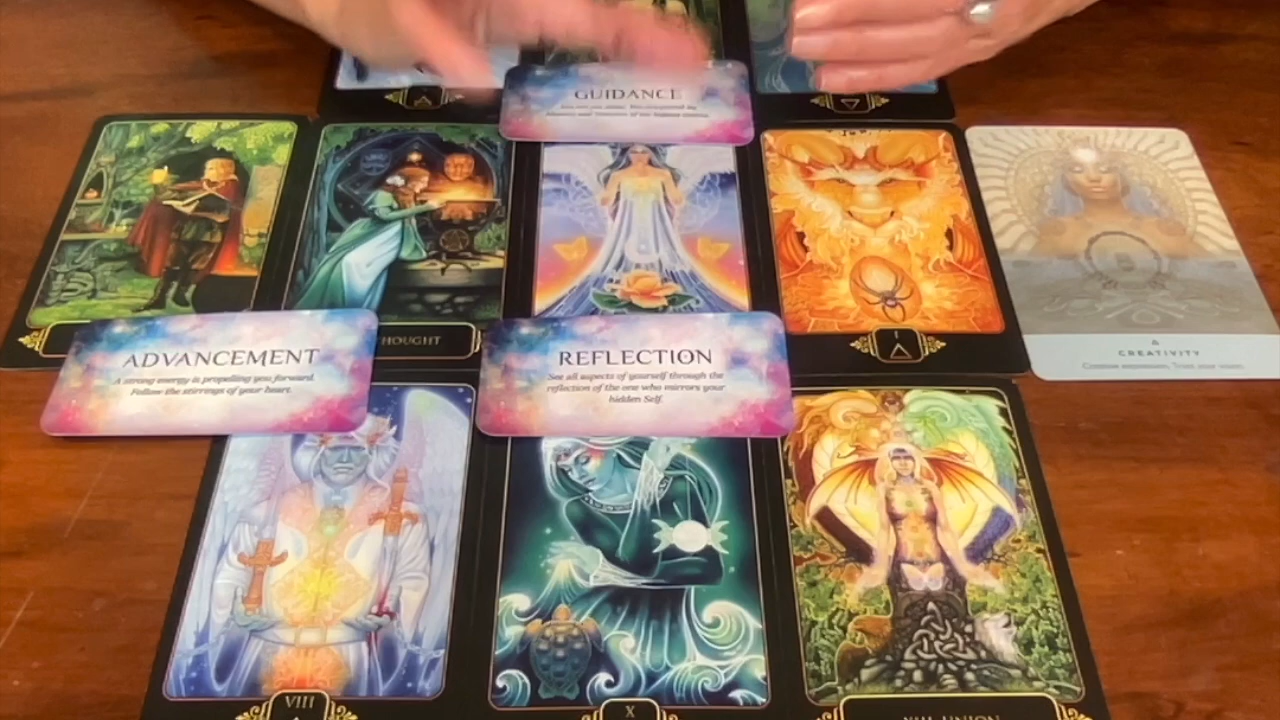 GUIDANCE
HOUGHT
I
ADVANCEMENT
A strong energy is propelling you forward.
Follow the stirrings of your heart.
REFLECTION
See all aspects of yourself through the
reflection of the one who mirrors your
hidden Self.
CREATIVITY
VIII
X
XIII UNION